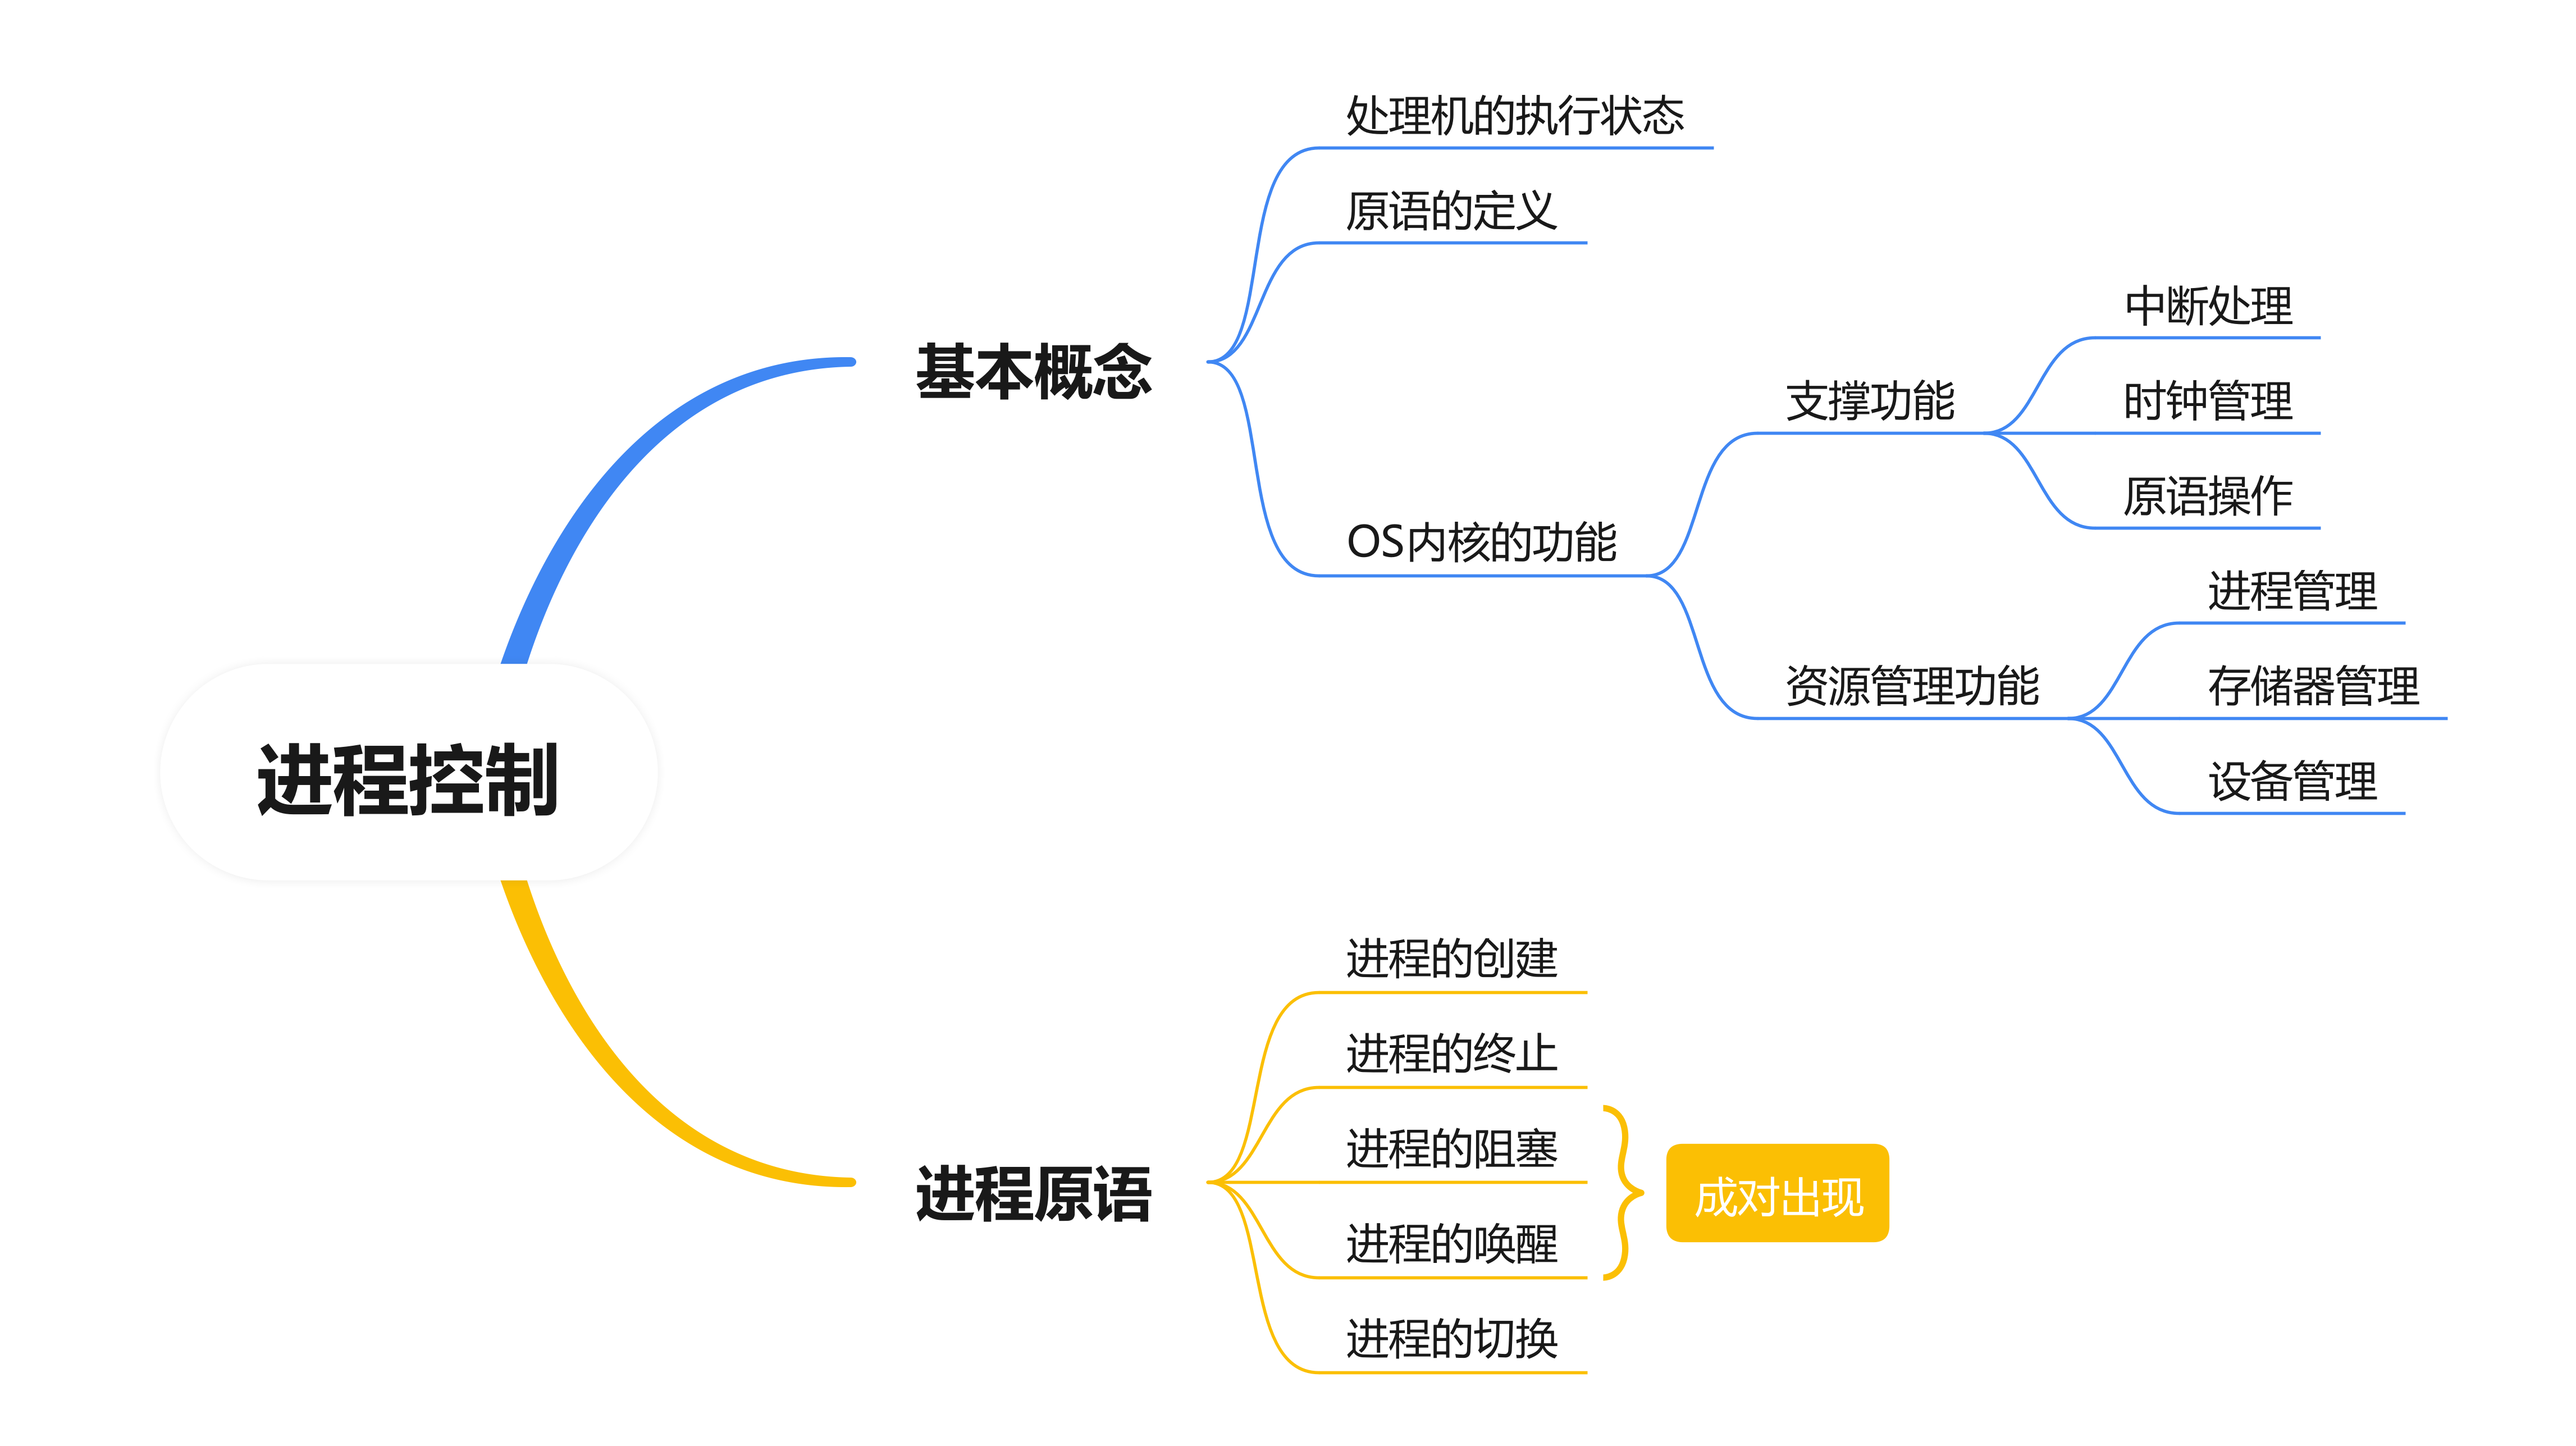 进程控制
基本概念
处理机的执行状态
原语的定义
OS内核的功能
支撑功能
中断处理
时钟管理
原语操作
资源管理功能
进程管理
存储器管理
设备管理
进程原语
进程的创建
进程的终止
进程的阻塞
进程的唤醒
成对出现
进程的切换